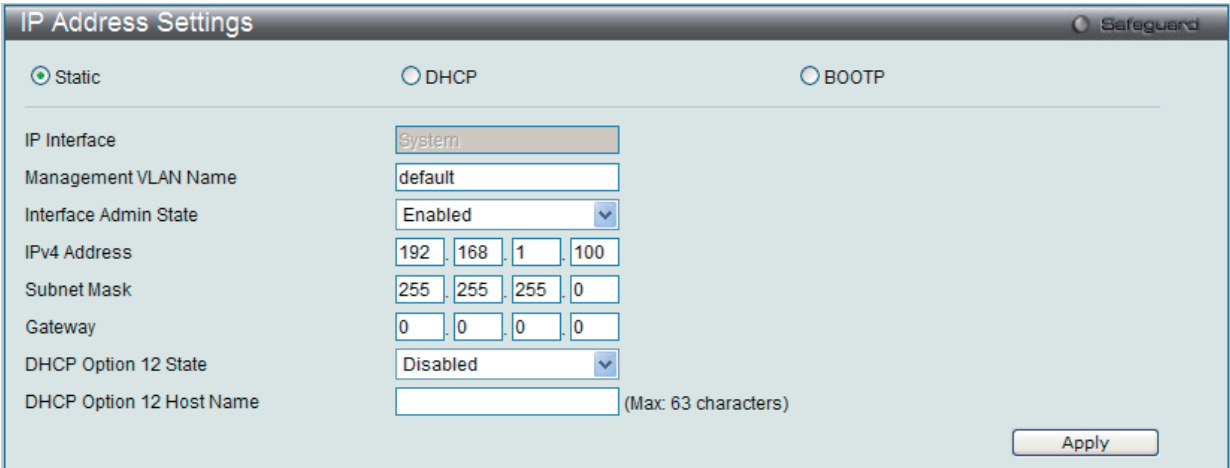 IP Address Settings
Safeguard
Static DHCP BOOTP
IP Interface System
Management VLAN Name default
Interface Admin State Enabled
IPv4 Address 192 . 168 . 1 . 100
Subnet Mask 255 . 255 . 255 . 0
Gateway 0 . 0 . 0 . 0
DHCP Option 12 State Disabled
DHCP Option 12 Host Name (Max: 63 characters)
Apply